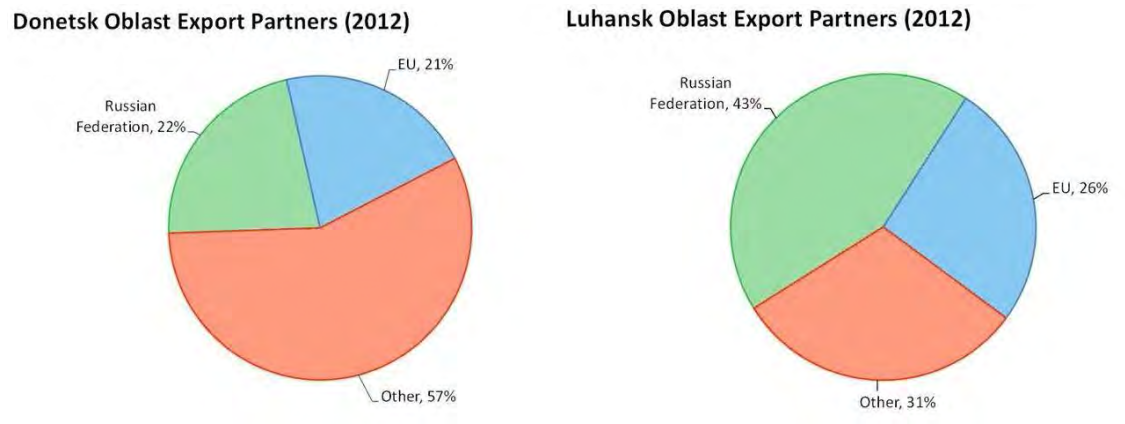 Donetsk Oblast Export Partners (2012)
EU, 21%
Russian
Federation, 22%
Other, 57%
Luhansk Oblast Export Partners (2012)
Russian
Federation, 43%
EU, 26%
Other, 31%